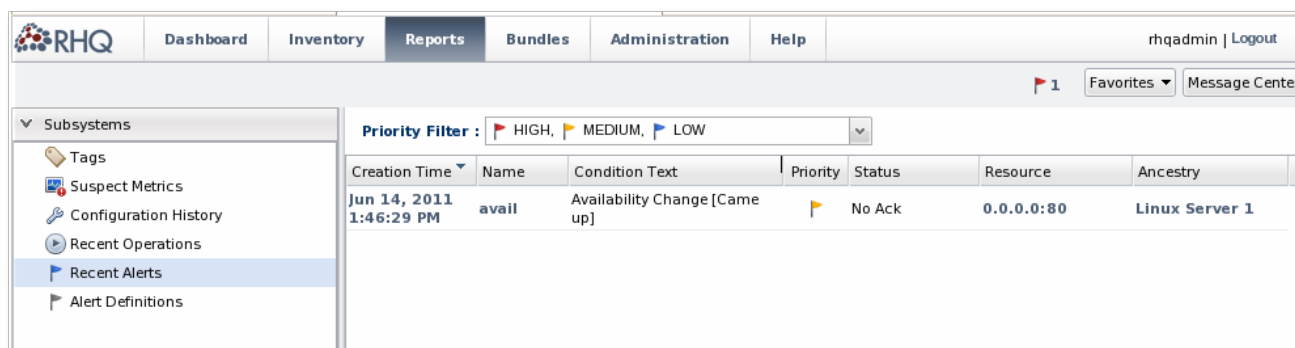 RHQ Dashboard Inventory Reports Bundles Administration Help rhqadmin | Logout
1 Favorites Message Cente
Subsystems
Tags
Suspect Metrics
Configuration History
Recent Operations
Recent Alerts
Alert Definitions
Priority Filter : HIGH, MEDIUM, LOW
Creation Time Name Condition Text Priority Status Resource Ancestry
Jun 14, 2011 1:46:29 PM avail Availability Change [Came up] No Ack 0.0.0.0:80 Linux Server 1